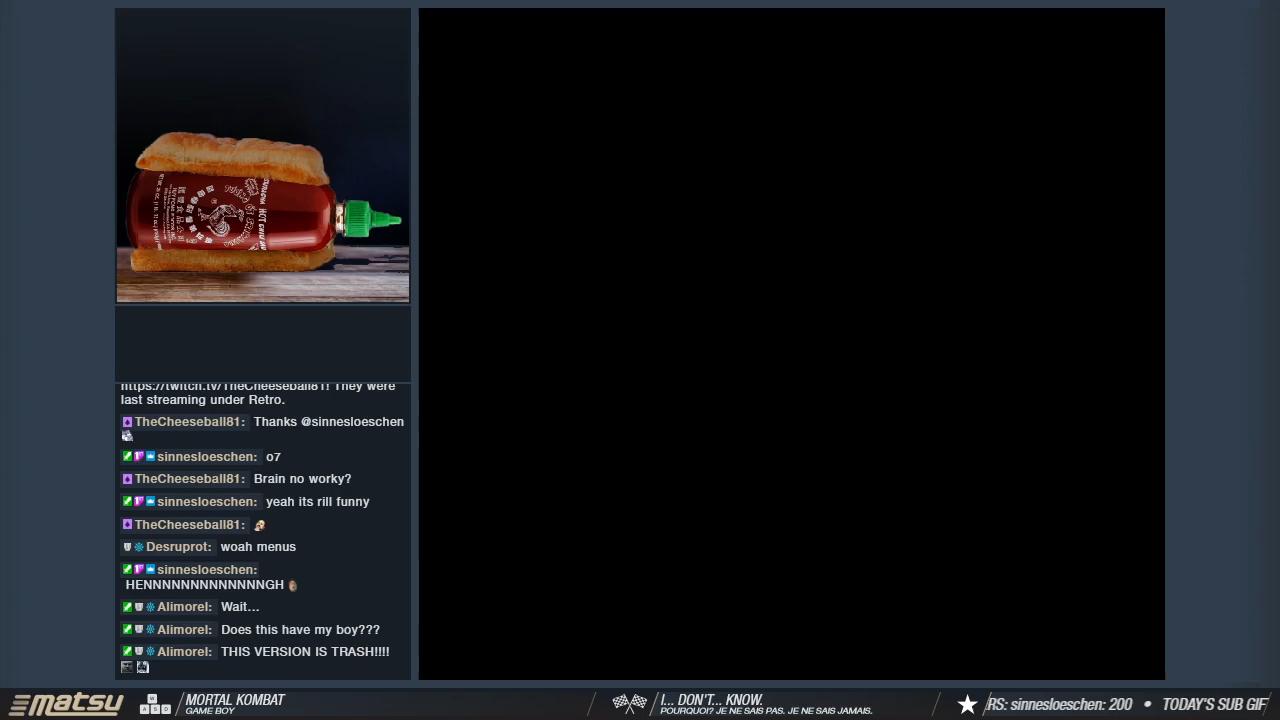 https://twitch.tv/TheCheeseball81! They were
last streaming under Retro.
TheCheeseball81: Thanks @sinnesloeschen
sinnesloeschen: o7
TheCheeseball81: Brain no worky?
sinnesloeschen: yeah its rill funny
TheCheeseball81:
Desruprot: woah menus
sinnesloeschen:
HENNNNNNNNNNNNNGH
Alimorel: Wait...
Alimorel: Does this have my boy???
Alimorel: THIS VERSION IS TRASH!!!!
matsu
W
A S D
MORTAL KOMBAT
GAME BOY
I... DON'T... KNOW.
POURQUOI? JE NE SAIS PAS. JE NE SAIS JAMAIS.
RS: sinnesloeschen: 200 • TODAY'S SUB GIF